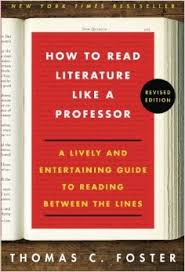 NEW YORK TIMES BESTSELLER
HOW TO READ
LITERATURE
LIKE A
PROFESSOR
REVISED
EDITION
A LIVELY AND
ENTERTAINING GUIDE
TO READING
BETWEEN THE LINES
THOMAS C. FOSTER